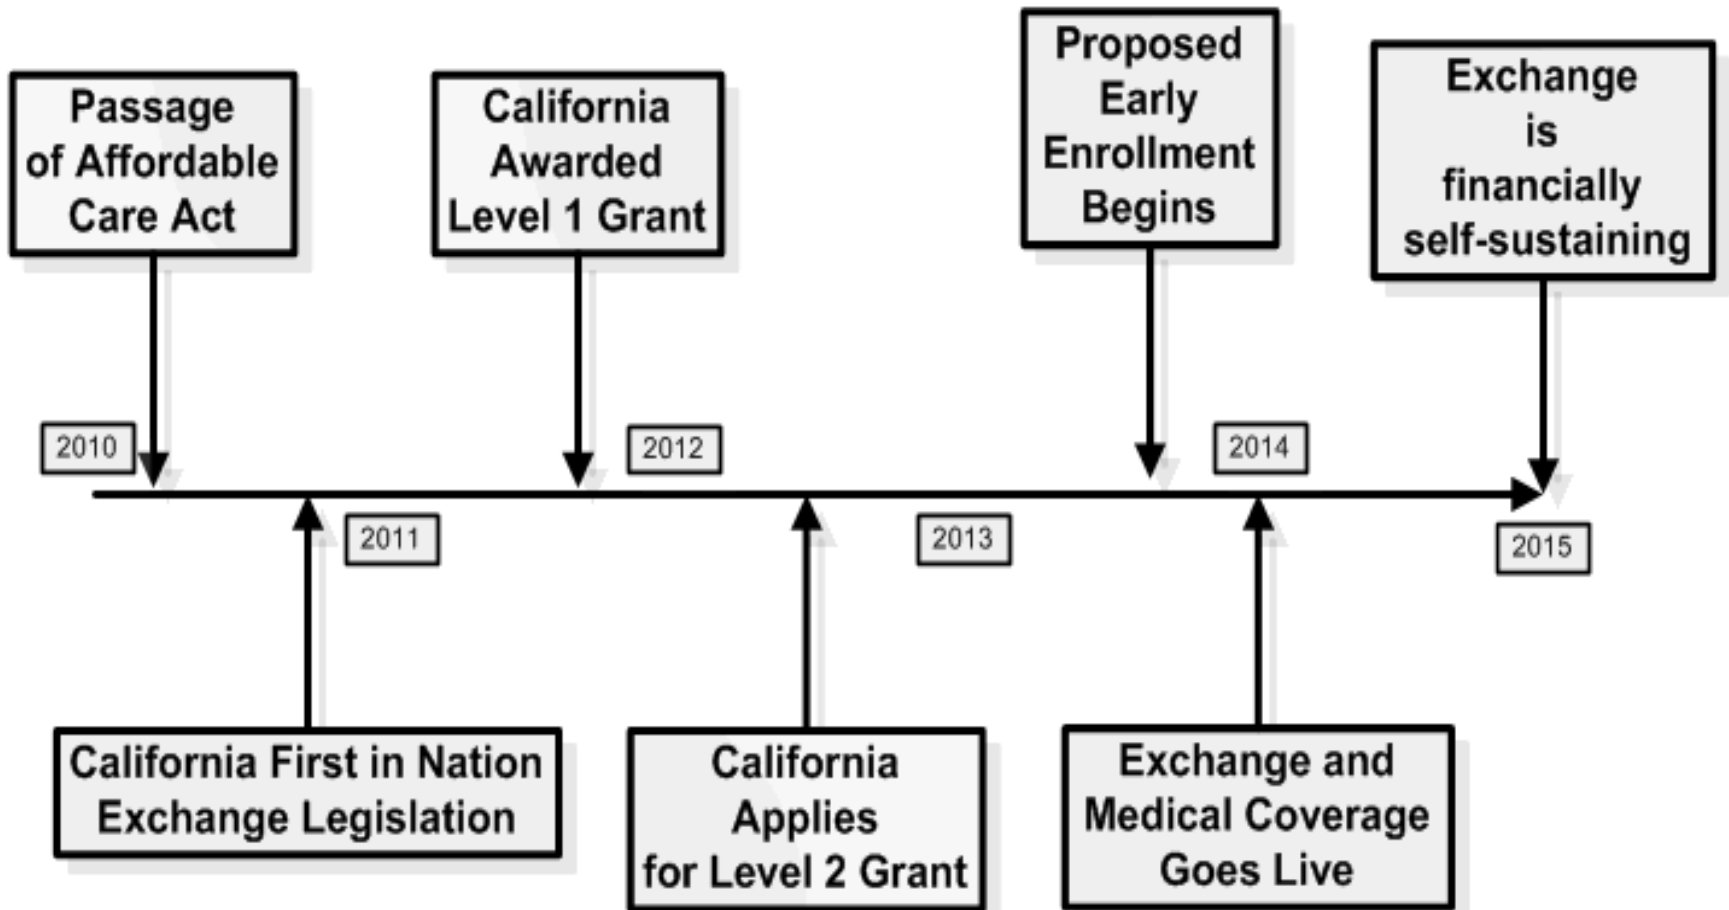 Passage
of Affordable
Care Act
California
Awarded
Level 1 Grant
Proposed
Early
Enrollment
Begins
Exchange
is
financially
self-sustaining
2010
2012
2014
2011
2013
2015
California First in Nation
Exchange Legislation
California
Applies
for Level 2 Grant
Exchange and
Medical Coverage
Goes Live